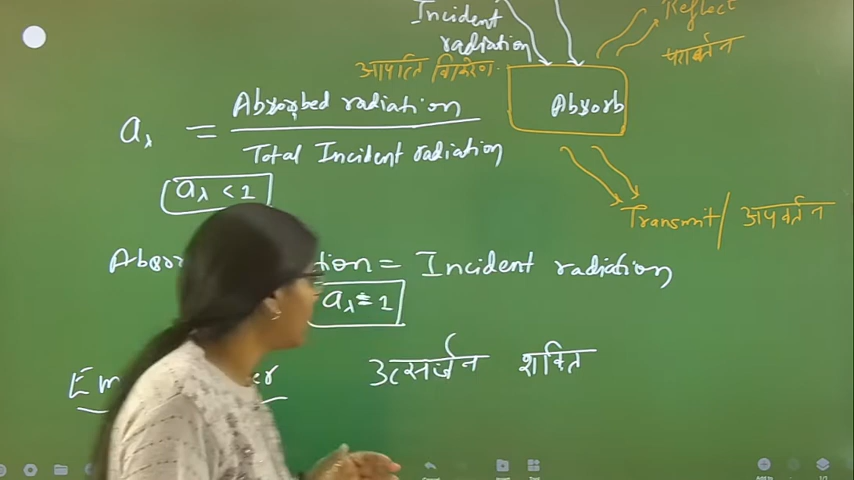 Incident
radiation
आपतित विकिरण
Reflect
परावर्तन
Absorb
Transmit / अपवर्तन
aλ = Absorbed radiation
Total Incident radiation
aλ < 1
tion = Incident radiation
aλ = 1
उत्सर्जन शक्ति